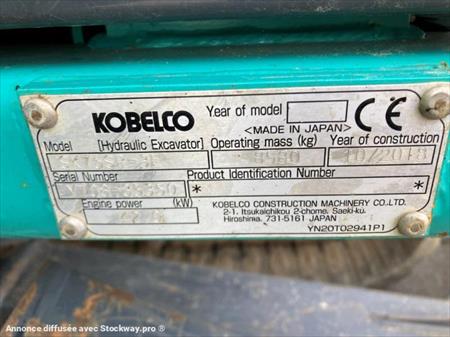 KOBELCO
Year of model
CE
<MADE IN JAPAN>
Model [Hydraulic Excavator]
Operating mass (kg)
Year of construction
10/2018
Serial Number
Product Identification Number
* *
Engine power (kW)
KOBELCO CONSTRUCTION MACHINERY CO.,LTD.
2-1, Itsukaichikou 2-chome, Saeki-ku,
Hiroshima, 731-5161 JAPAN
YN20T02941P1
Annonce diffusée avec Stockway.pro ®